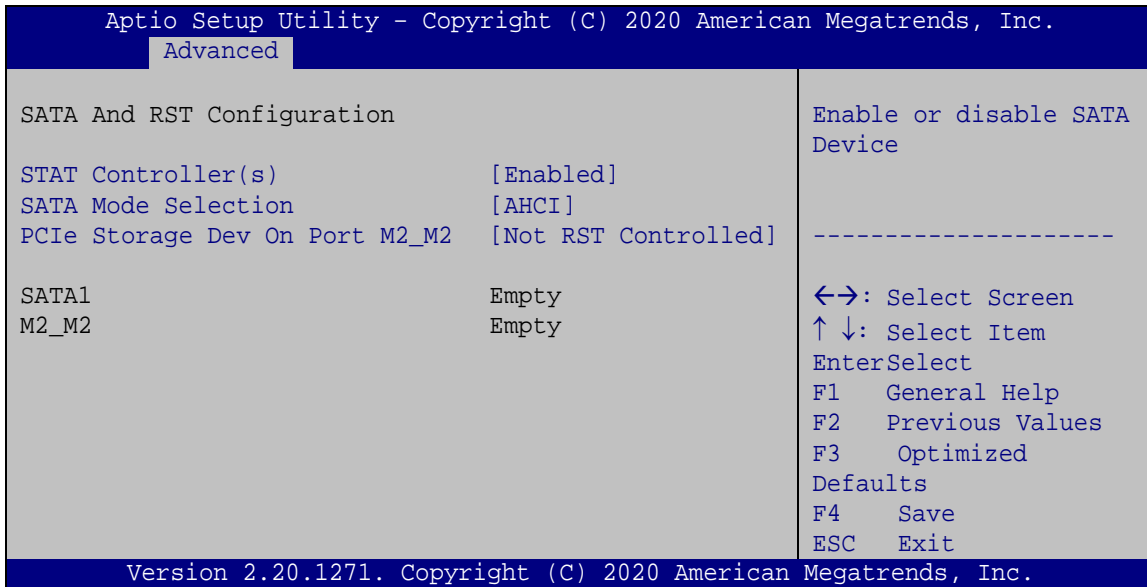 Aptio Setup Utility – Copyright (C) 2020 American Megatrends, Inc.
Advanced
SATA And RST Configuration
STAT Controller(s) [Enabled]
SATA Mode Selection [AHCI]
PCIe Storage Dev On Port M2_M2 [Not RST Controlled]
SATA1 Empty
M2_M2 Empty
Enable or disable SATA
Device
---------------------
←→: Select Screen
↑ ↓: Select Item
EnterSelect
F1 General Help
F2 Previous Values
F3 Optimized
Defaults
F4 Save
ESC Exit
Version 2.20.1271. Copyright (C) 2020 American Megatrends, Inc.